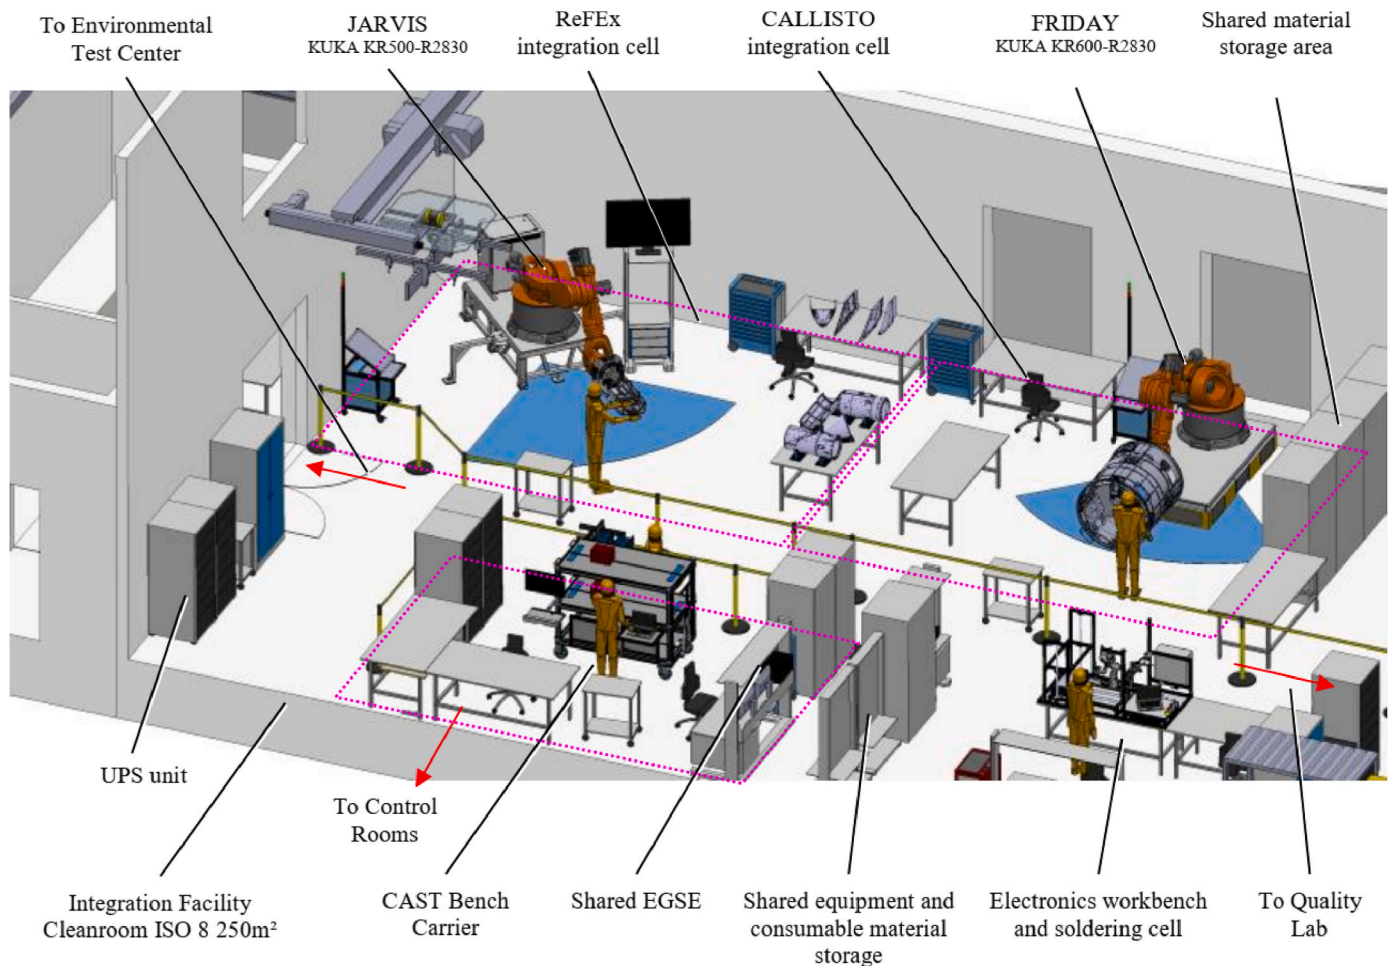 To Environmental
Test Center
JARVIS
KUKA KR500-R2830
ReFEx
integration cell
CALLISTO
integration cell
FRIDAY
KUKA KR600-R2830
Shared material
storage area
UPS unit
To Control
Rooms
Integration Facility
Cleanroom ISO 8 250m²
CAST Bench
Carrier
Shared EGSE
Shared equipment and
consumable material
storage
Electronics workbench
and soldering cell
To Quality
Lab